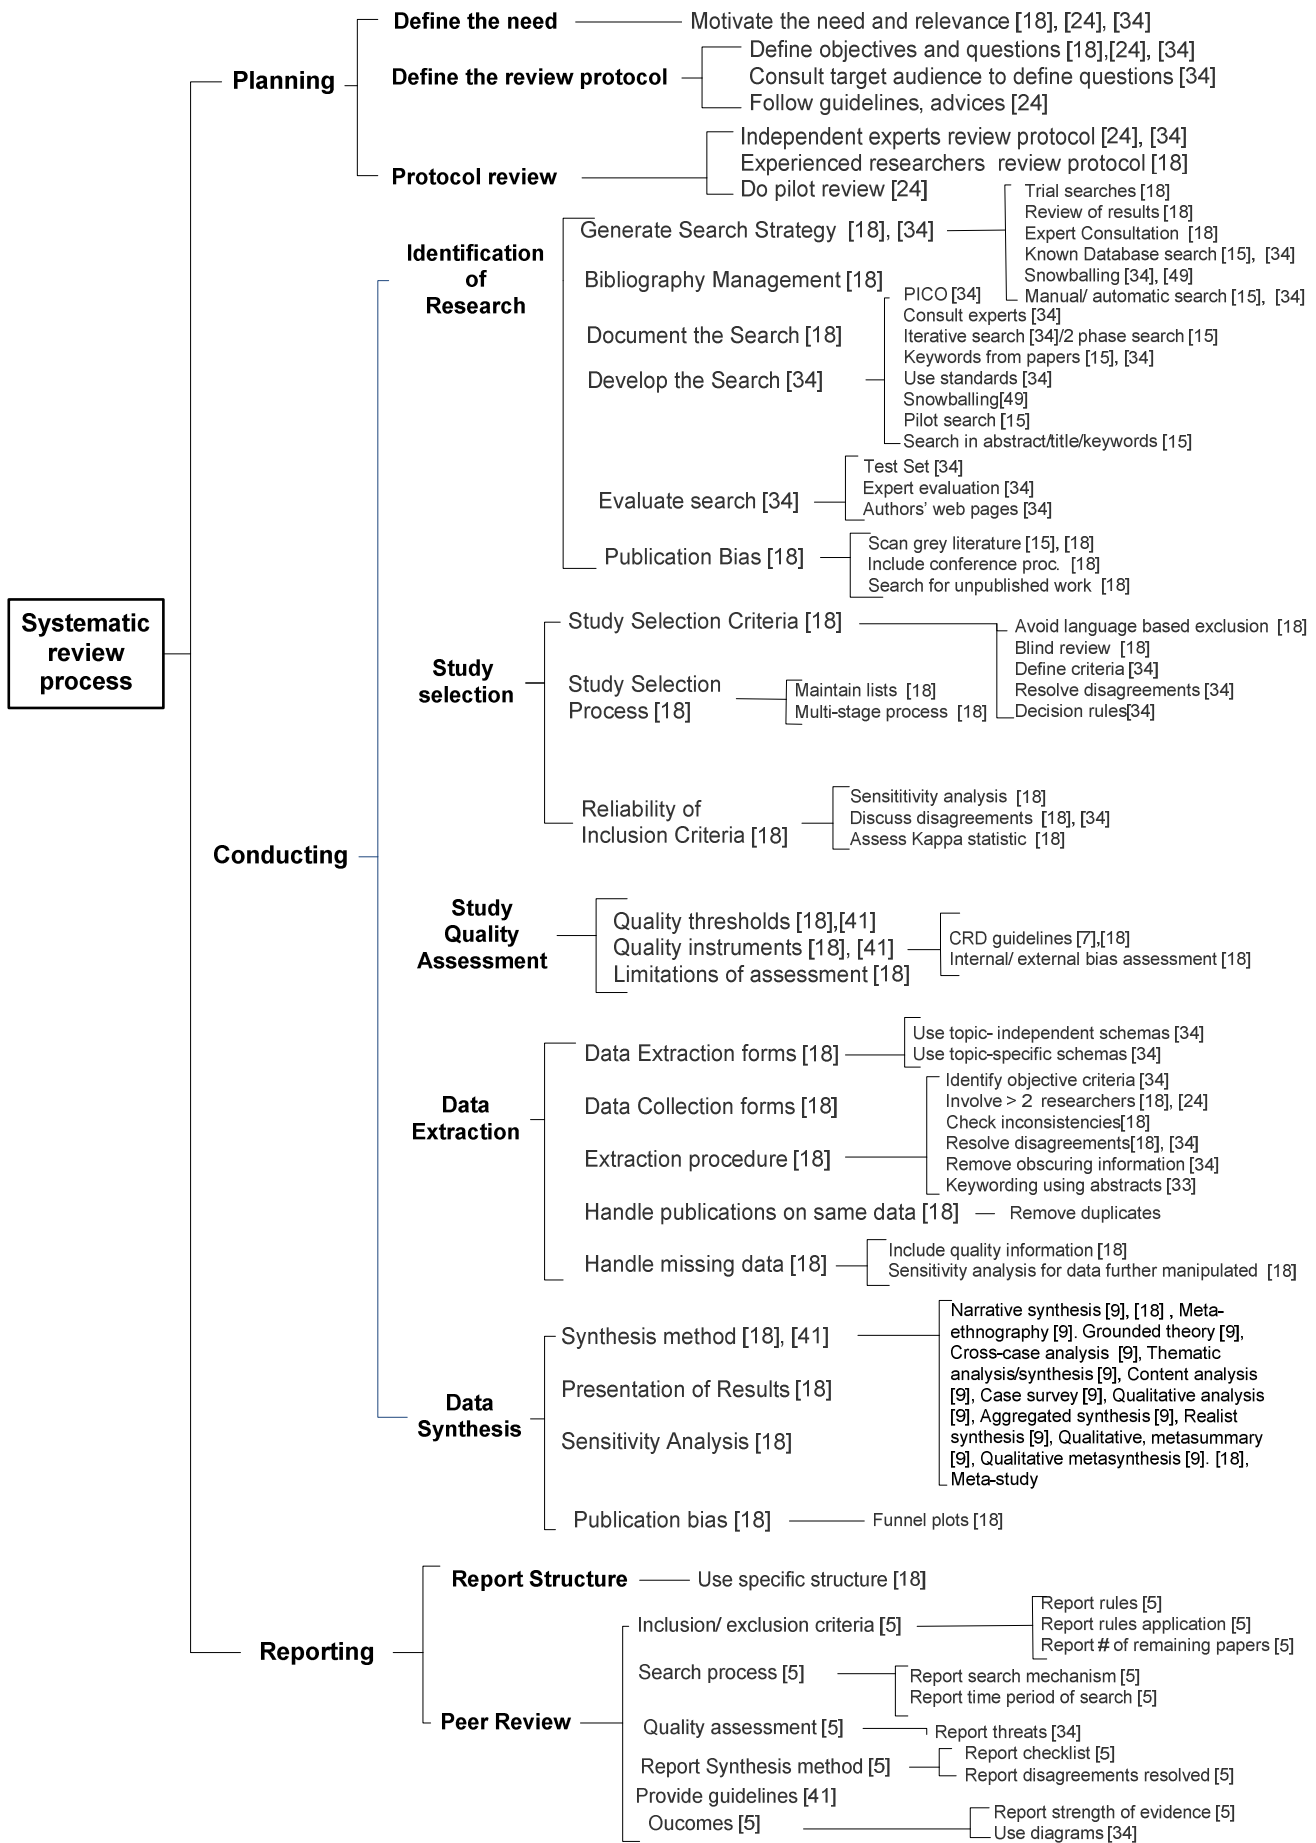 Systematic
review
process
Planning
Define the need
Motivate the need and relevance [18], [24], [34]
Define the review protocol
Define objectives and questions [18],[24], [34]
Consult target audience to define questions [34]
Follow guidelines, advices [24]
Protocol review
Independent experts review protocol [24], [34]
Experienced researchers review protocol [18]
Do pilot review [24]
Conducting
Identification
of
Research
Generate Search Strategy [18], [34]
Trial searches [18]
Review of results [18]
Expert Consultation [18]
Known Database search [15], [34]
Snowballing [34], [49]
Manual/ automatic search [15], [34]
Bibliography Management [18]
Document the Search [18]
Develop the Search [34]
PICO [34]
Consult experts [34]
Iterative search [34]/2 phase search [15]
Keywords from papers [15], [34]
Use standards [34]
Snowballing[49]
Pilot search [15]
Search in abstract/title/keywords [15]
Evaluate search [34]
Test Set [34]
Expert evaluation [34]
Authors' web pages [34]
Publication Bias [18]
Scan grey literature [15], [18]
Include conference proc. [18]
Search for unpublished work [18]
Study
selection
Study Selection Criteria [18]
Avoid language based exclusion [18]
Blind review [18]
Define criteria [34]
Resolve disagreements [34]
Decision rules[34]
Study Selection
Process [18]
Maintain lists [18]
Multi-stage process [18]
Reliability of
Inclusion Criteria [18]
Sensititivity analysis [18]
Discuss disagreements [18], [34]
Assess Kappa statistic [18]
Study
Quality
Assessment
Quality thresholds [18],[41]
Quality instruments [18], [41]
Limitations of assessment [18]
CRD guidelines [7],[18]
Internal/ external bias assessment [18]
Data
Extraction
Data Extraction forms [18]
Use topic- independent schemas [34]
Use topic-specific schemas [34]
Data Collection forms [18]
Extraction procedure [18]
Identify objective criteria [34]
Involve > 2 researchers [18], [24]
Check inconsistencies[18]
Resolve disagreements[18], [34]
Remove obscuring information [34]
Keywording using abstracts [33]
Handle publications on same data [18]
Remove duplicates
Handle missing data [18]
Include quality information [18]
Sensitivity analysis for data further manipulated [18]
Data
Synthesis
Synthesis method [18], [41]
Narrative synthesis [9], [18] , Meta-
ethnography [9]. Grounded theory [9],
Cross-case analysis [9], Thematic
analysis/synthesis [9], Content analysis
[9], Case survey [9], Qualitative analysis
[9], Aggregated synthesis [9], Realist
synthesis [9], Qualitative, metasummary
[9], Qualitative metasynthesis [9]. [18],
Meta-study
Presentation of Results [18]
Sensitivity Analysis [18]
Publication bias [18]
Funnel plots [18]
Reporting
Report Structure
Use specific structure [18]
Peer Review
Inclusion/ exclusion criteria [5]
Report rules [5]
Report rules application [5]
Report # of remaining papers [5]
Search process [5]
Report search mechanism [5]
Report time period of search [5]
Quality assessment [5]
Report threats [34]
Report Synthesis method [5]
Report checklist [5]
Report disagreements resolved [5]
Provide guidelines [41]
Oucomes [5]
Report strength of evidence [5]
Use diagrams [34]